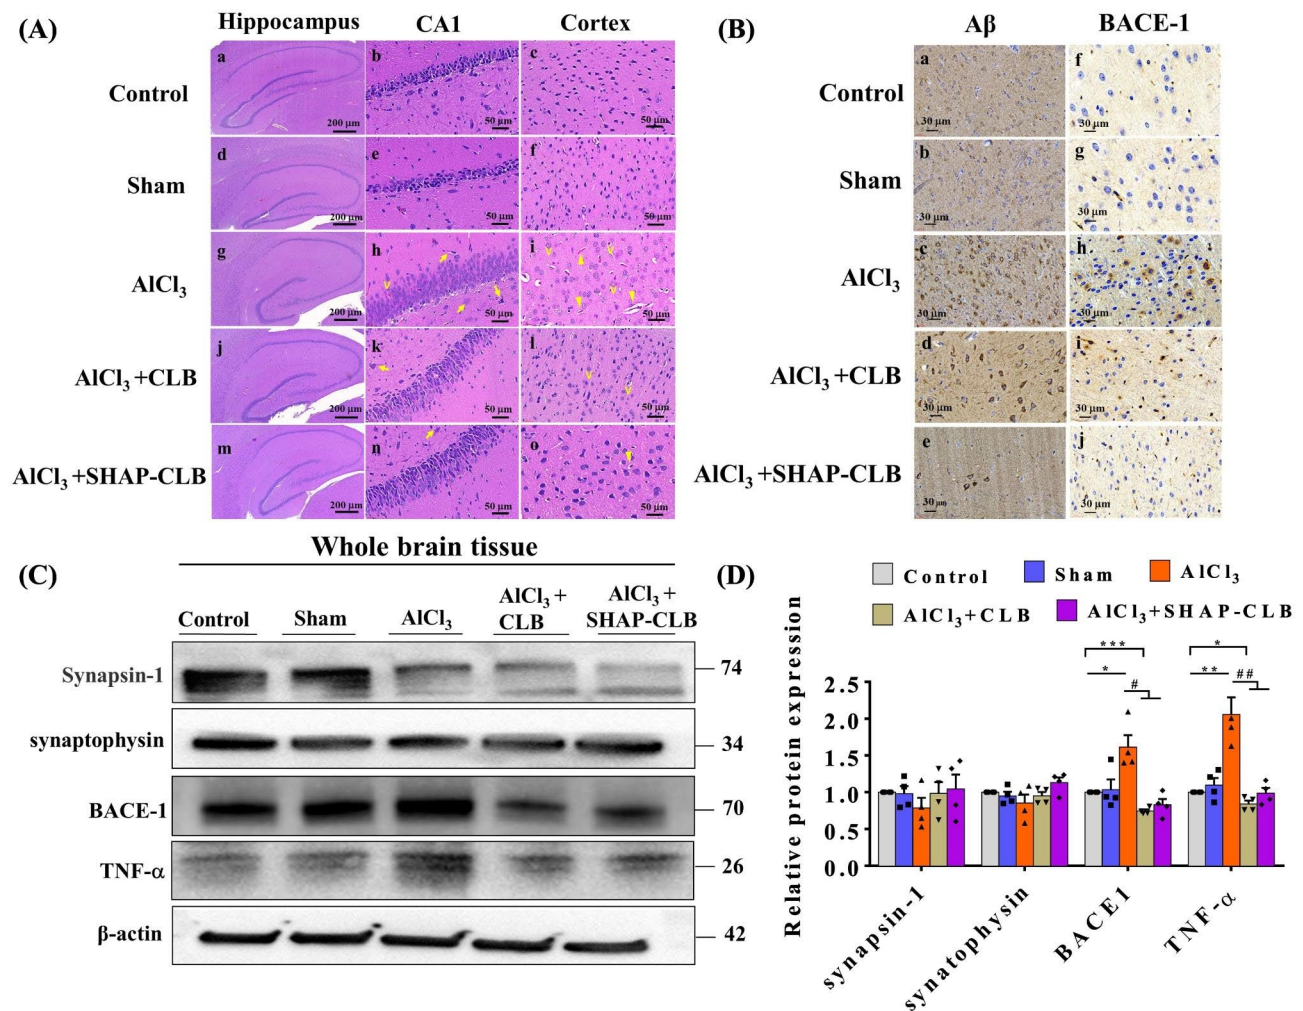 (A)
Hippocampus CA1 Cortex
Control
a b c
200 μm 50 μm 50 μm
Sham
d e f
200 μm 50 μm 50 μm
AlCl3
g h i
V V V V
200 μm 50 μm 50 μm
AlCl3 +CLB
j k l
V V
200 μm 50 μm 50 μm
AlCl3 +SHAP-CLB
m n o
200 μm 50 μm 50 μm
(B)
Aβ BACE-1
Control
a f
30 μm 30 μm
Sham
b g
30 μm 30 μm
AlCl3
c h
30 μm 30 μm
AlCl3 +CLB
d i
30 μm 30 μm
AlCl3 +SHAP-CLB
e j
30 μm 30 μm
(C)
Whole brain tissue
Control Sham AlCl3 AlCl3 + CLB AlCl3 + SHAP-CLB
Synapsin-1 74
synaptophysin 34
BACE-1 70
TNF-α 26
β-actin 42
(D)
Control Sham AlCl3
AlCl3+CLB AlCl3+SHAP-CLB
*** *
* # ** ##
Relative protein expression
2.5
2.0
1.5
1.0
0.5
0.0
synapsin-1 synatophysin BACE1 TNF-α